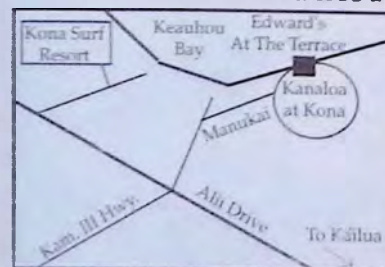 Kona Surf
Resort
Keauhou
Bay
Edward's
At The Terrace
Kanaloa
at Kona
Manukai
Kam. III Hwy.
Alii Drive
To Kailua